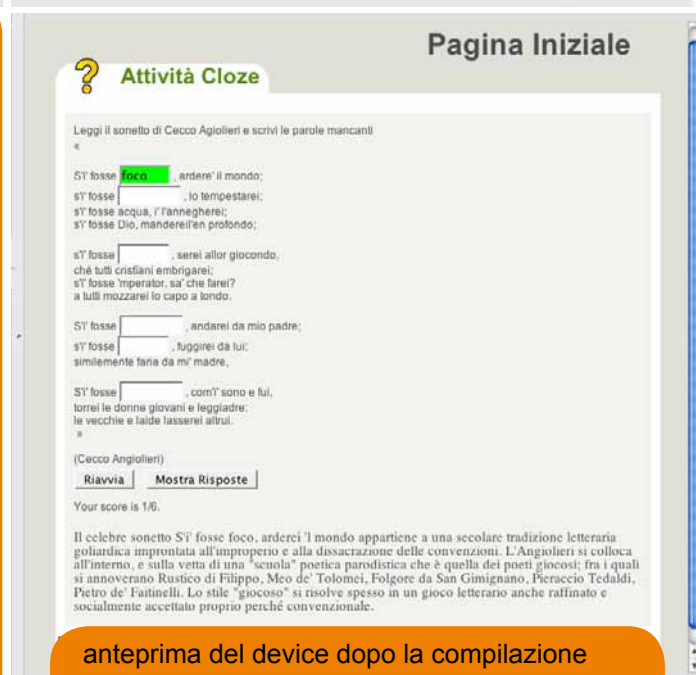 Pagina Iniziale
? Attività Cloze
Leggi il sonetto di Cecco Agiolieri e scrivi le parole mancanti
«
S'i' fosse foco , ardere' il mondo;
s'i' fosse , lo tempestarei;
s'i' fosse acqua, i' l'annegherei;
s'i' fosse Dio, mandereil'en profondo;
s'i' fosse , serei allor giocondo,
ché tutti cristiani embrigarei;
s'i' fosse 'mperator, sa' che farei?
a tutti mozzarei lo capo a tondo.
S'i' fosse , andarei da mio padre;
s'i' fosse , fuggirei da lui;
similemente faria da mi' madre,
S'i' fosse , com'i' sono e fui,
torrei le donne giovani e leggiadre:
le vecchie e laide lasserei altrui.
»
(Cecco Angiolieri)
Riavvia Mostra Risposte
Your score is 1/6.
Il celebre sonetto S'i' fosse foco, arderei 'l mondo appartiene a una secolare tradizione letteraria
goliardica improntata all'improperio e alla dissacrazione delle convenzioni. L'Angiolieri si colloca
all'interno, e sulla vetta di una "scuola" poetica parodistica che è quella dei poeti giocosi; fra i quali
si annoverano Rustico di Filippo, Meo de' Tolomei, Folgore da San Gimignano, Pieraccio Tedaldi,
Pietro de' Faitinelli. Lo stile "giocoso" si risolve spesso in un gioco letterario anche raffinato e
socialmente accettato proprio perché convenzionale.
anteprima del device dopo la compilazione